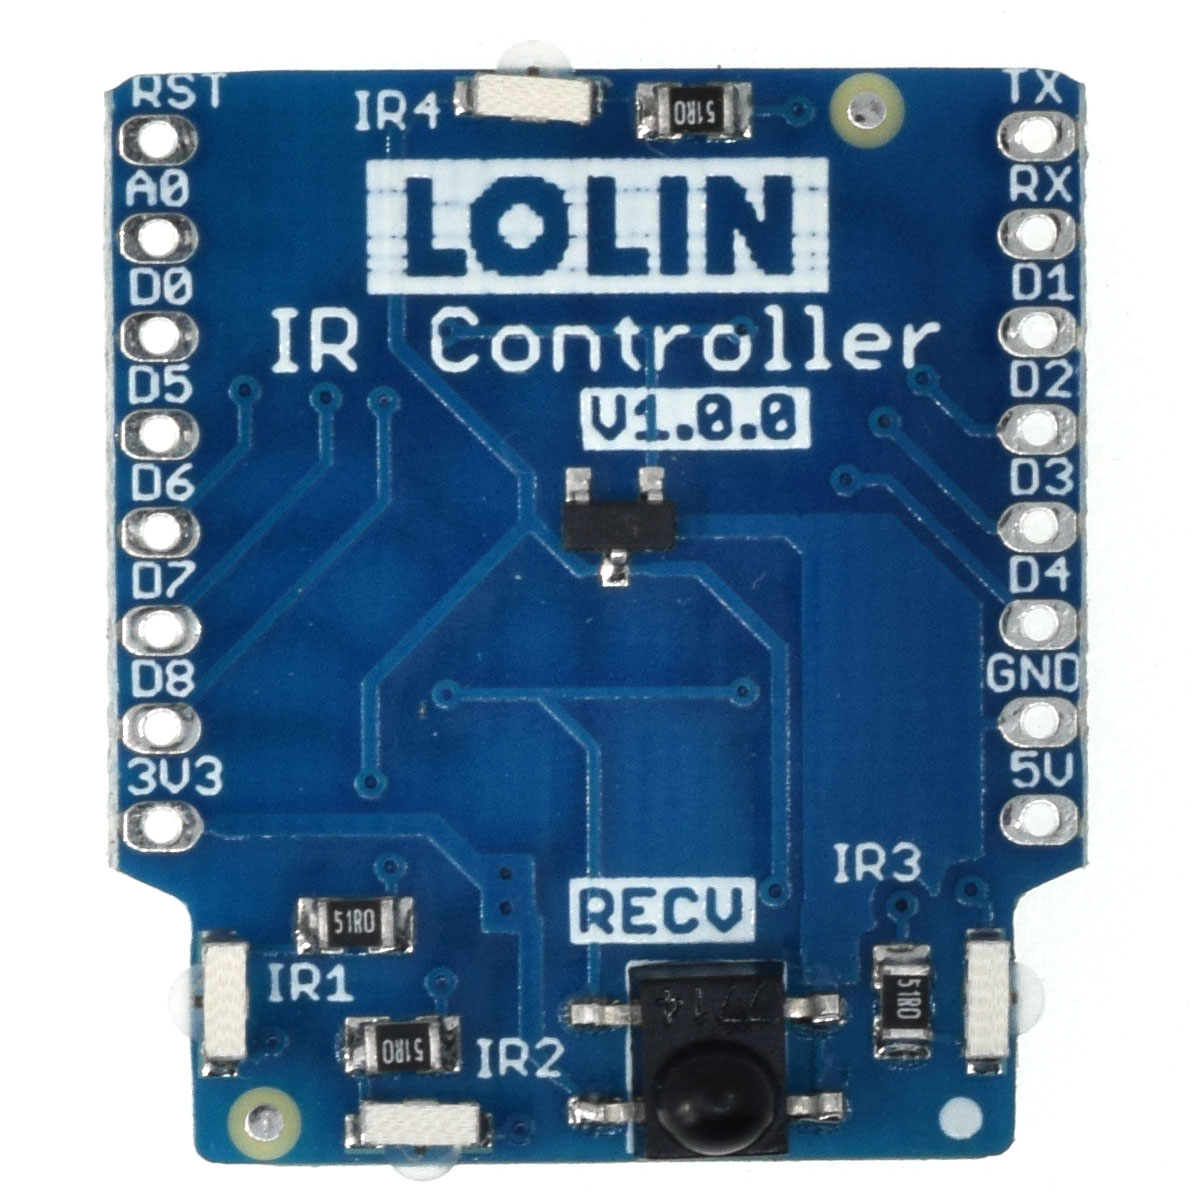 RST
TX
IR4
51R0
A0
RX
LOLIN
D0
D1
IR Controller
D5
D2
V1.0.0
D6
D3
D7
D4
D8
GND
3V3
5V
IR3
51R0
RECV
IR1
51R0
7714
51R0
IR2